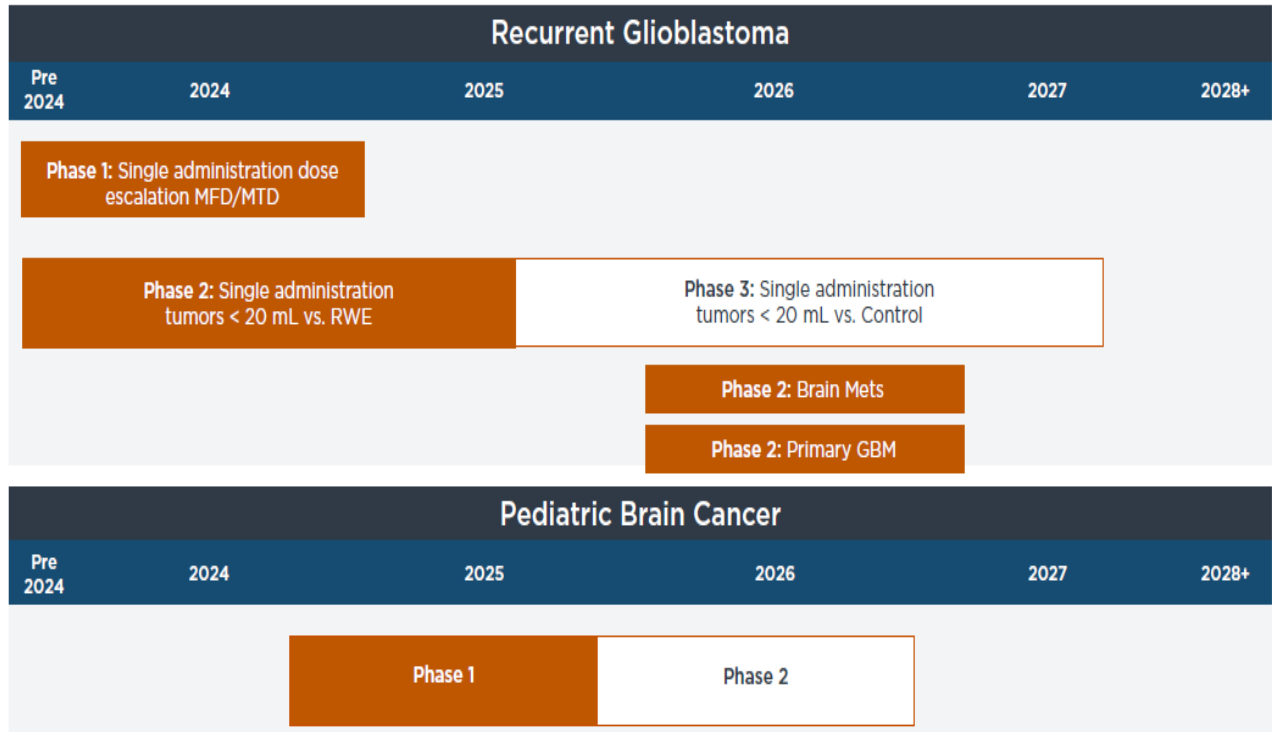 Recurrent Glioblastoma
Pre
2024
2024
2025
2026
2027
2028+
Phase 1: Single administration dose
escalation MFD/MTD
Phase 2: Single administration
tumors < 20 mL vs. RWE
Phase 3: Single administration
tumors < 20 mL vs. Control
Phase 2: Brain Mets
Phase 2: Primary GBM
Pediatric Brain Cancer
Pre
2024
2024
2025
2026
2027
2028+
Phase 1
Phase 2